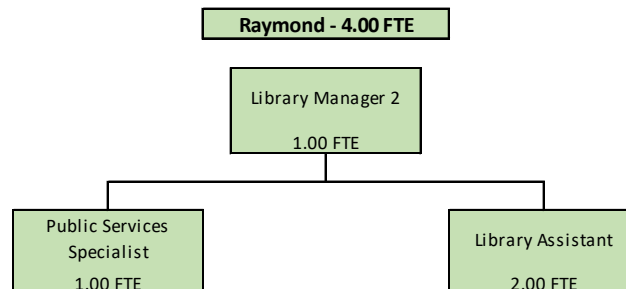 Raymond - 4.00 FTE
Library Manager 2
1.00 FTE
Public Services
Specialist
1.00 FTE
Library Assistant
2.00 FTE